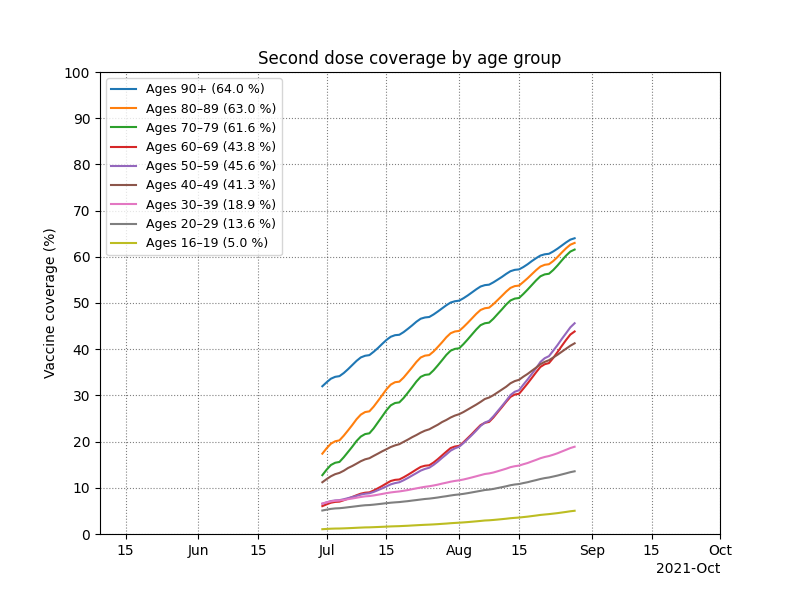 Second dose coverage by age group
Vaccine coverage (%)
100
90
80
70
60
50
40
30
20
10
0
Ages 90+ (64.0 %)
Ages 80–89 (63.0 %)
Ages 70–79 (61.6 %)
Ages 60–69 (43.8 %)
Ages 50–59 (45.6 %)
Ages 40–49 (41.3 %)
Ages 30–39 (18.9 %)
Ages 20–29 (13.6 %)
Ages 16–19 (5.0 %)
15 Jun 15 Jul 15 Aug 15 Sep 15 Oct
2021-Oct